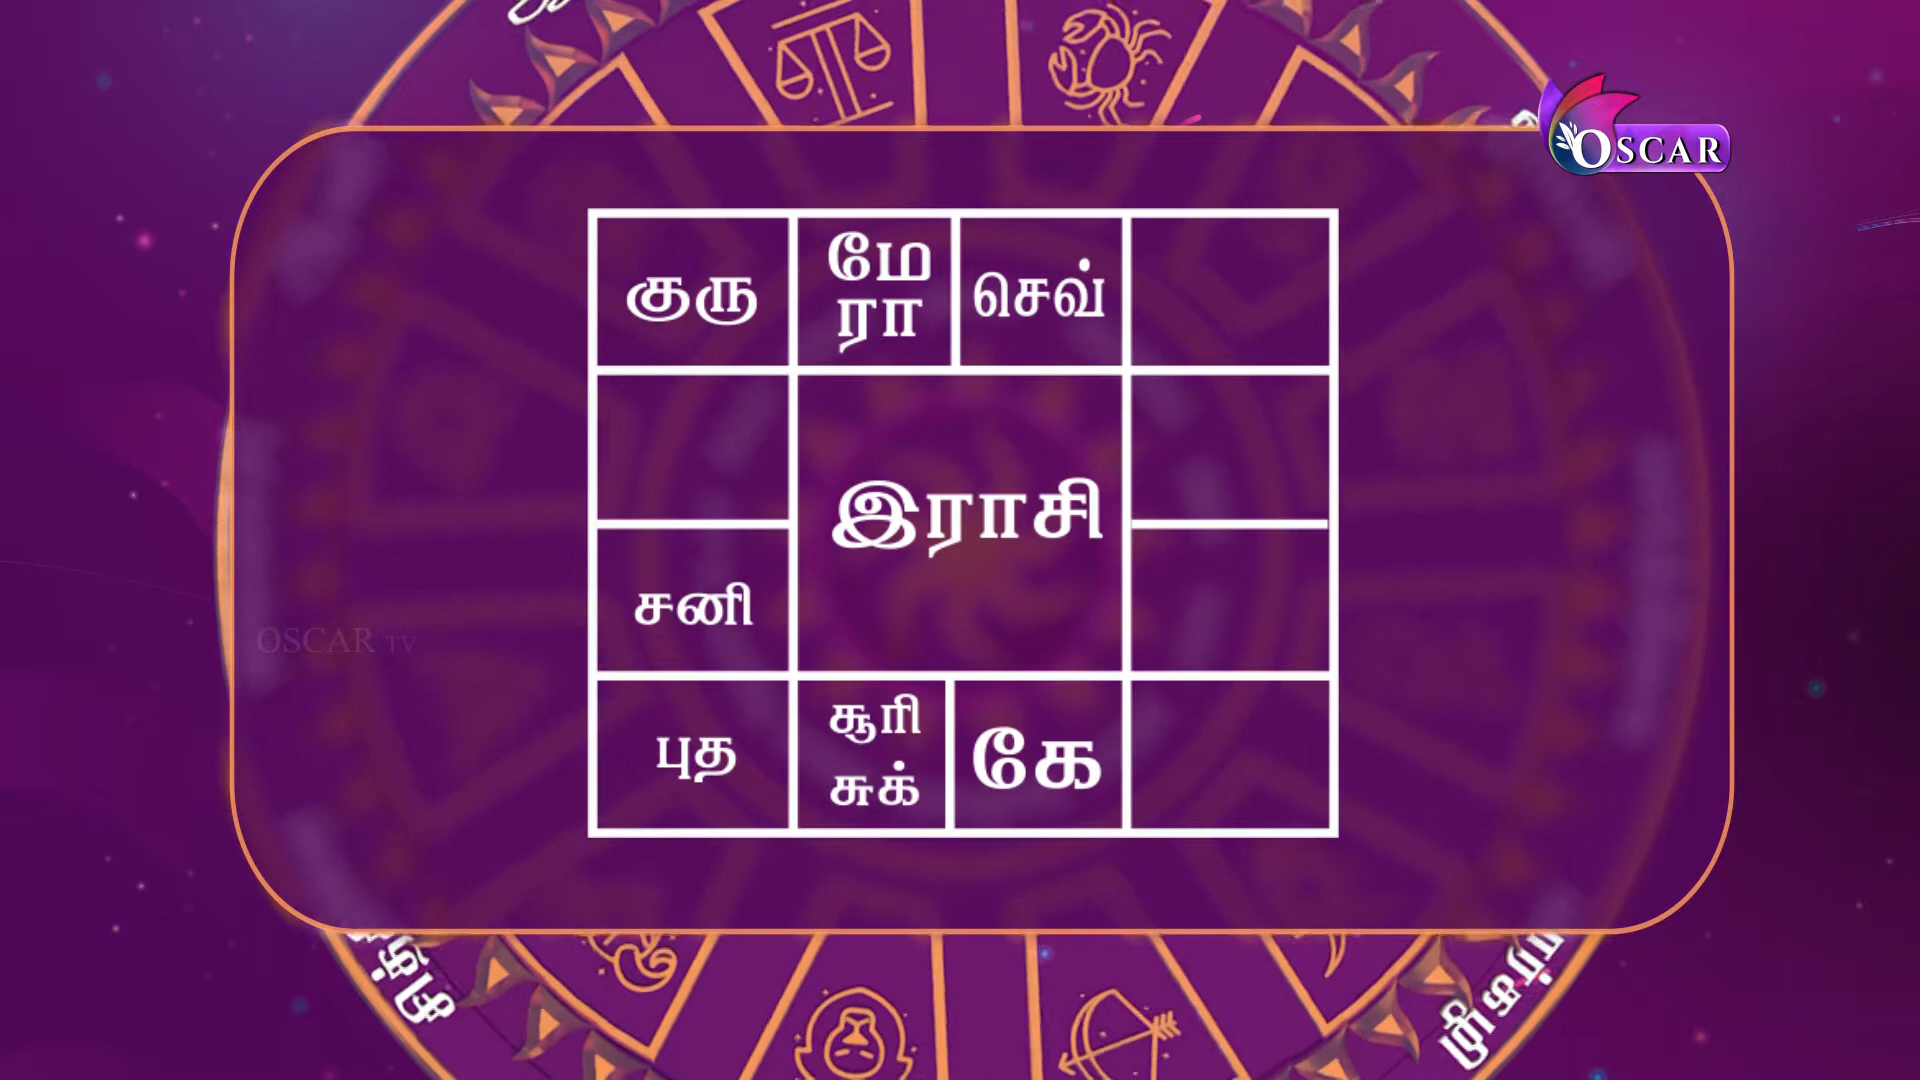 OSCAR
குரு
மே
ரா
செவ்
இராசி
சனி
OSCAR TV
புத
சூரி
சுக்
கே